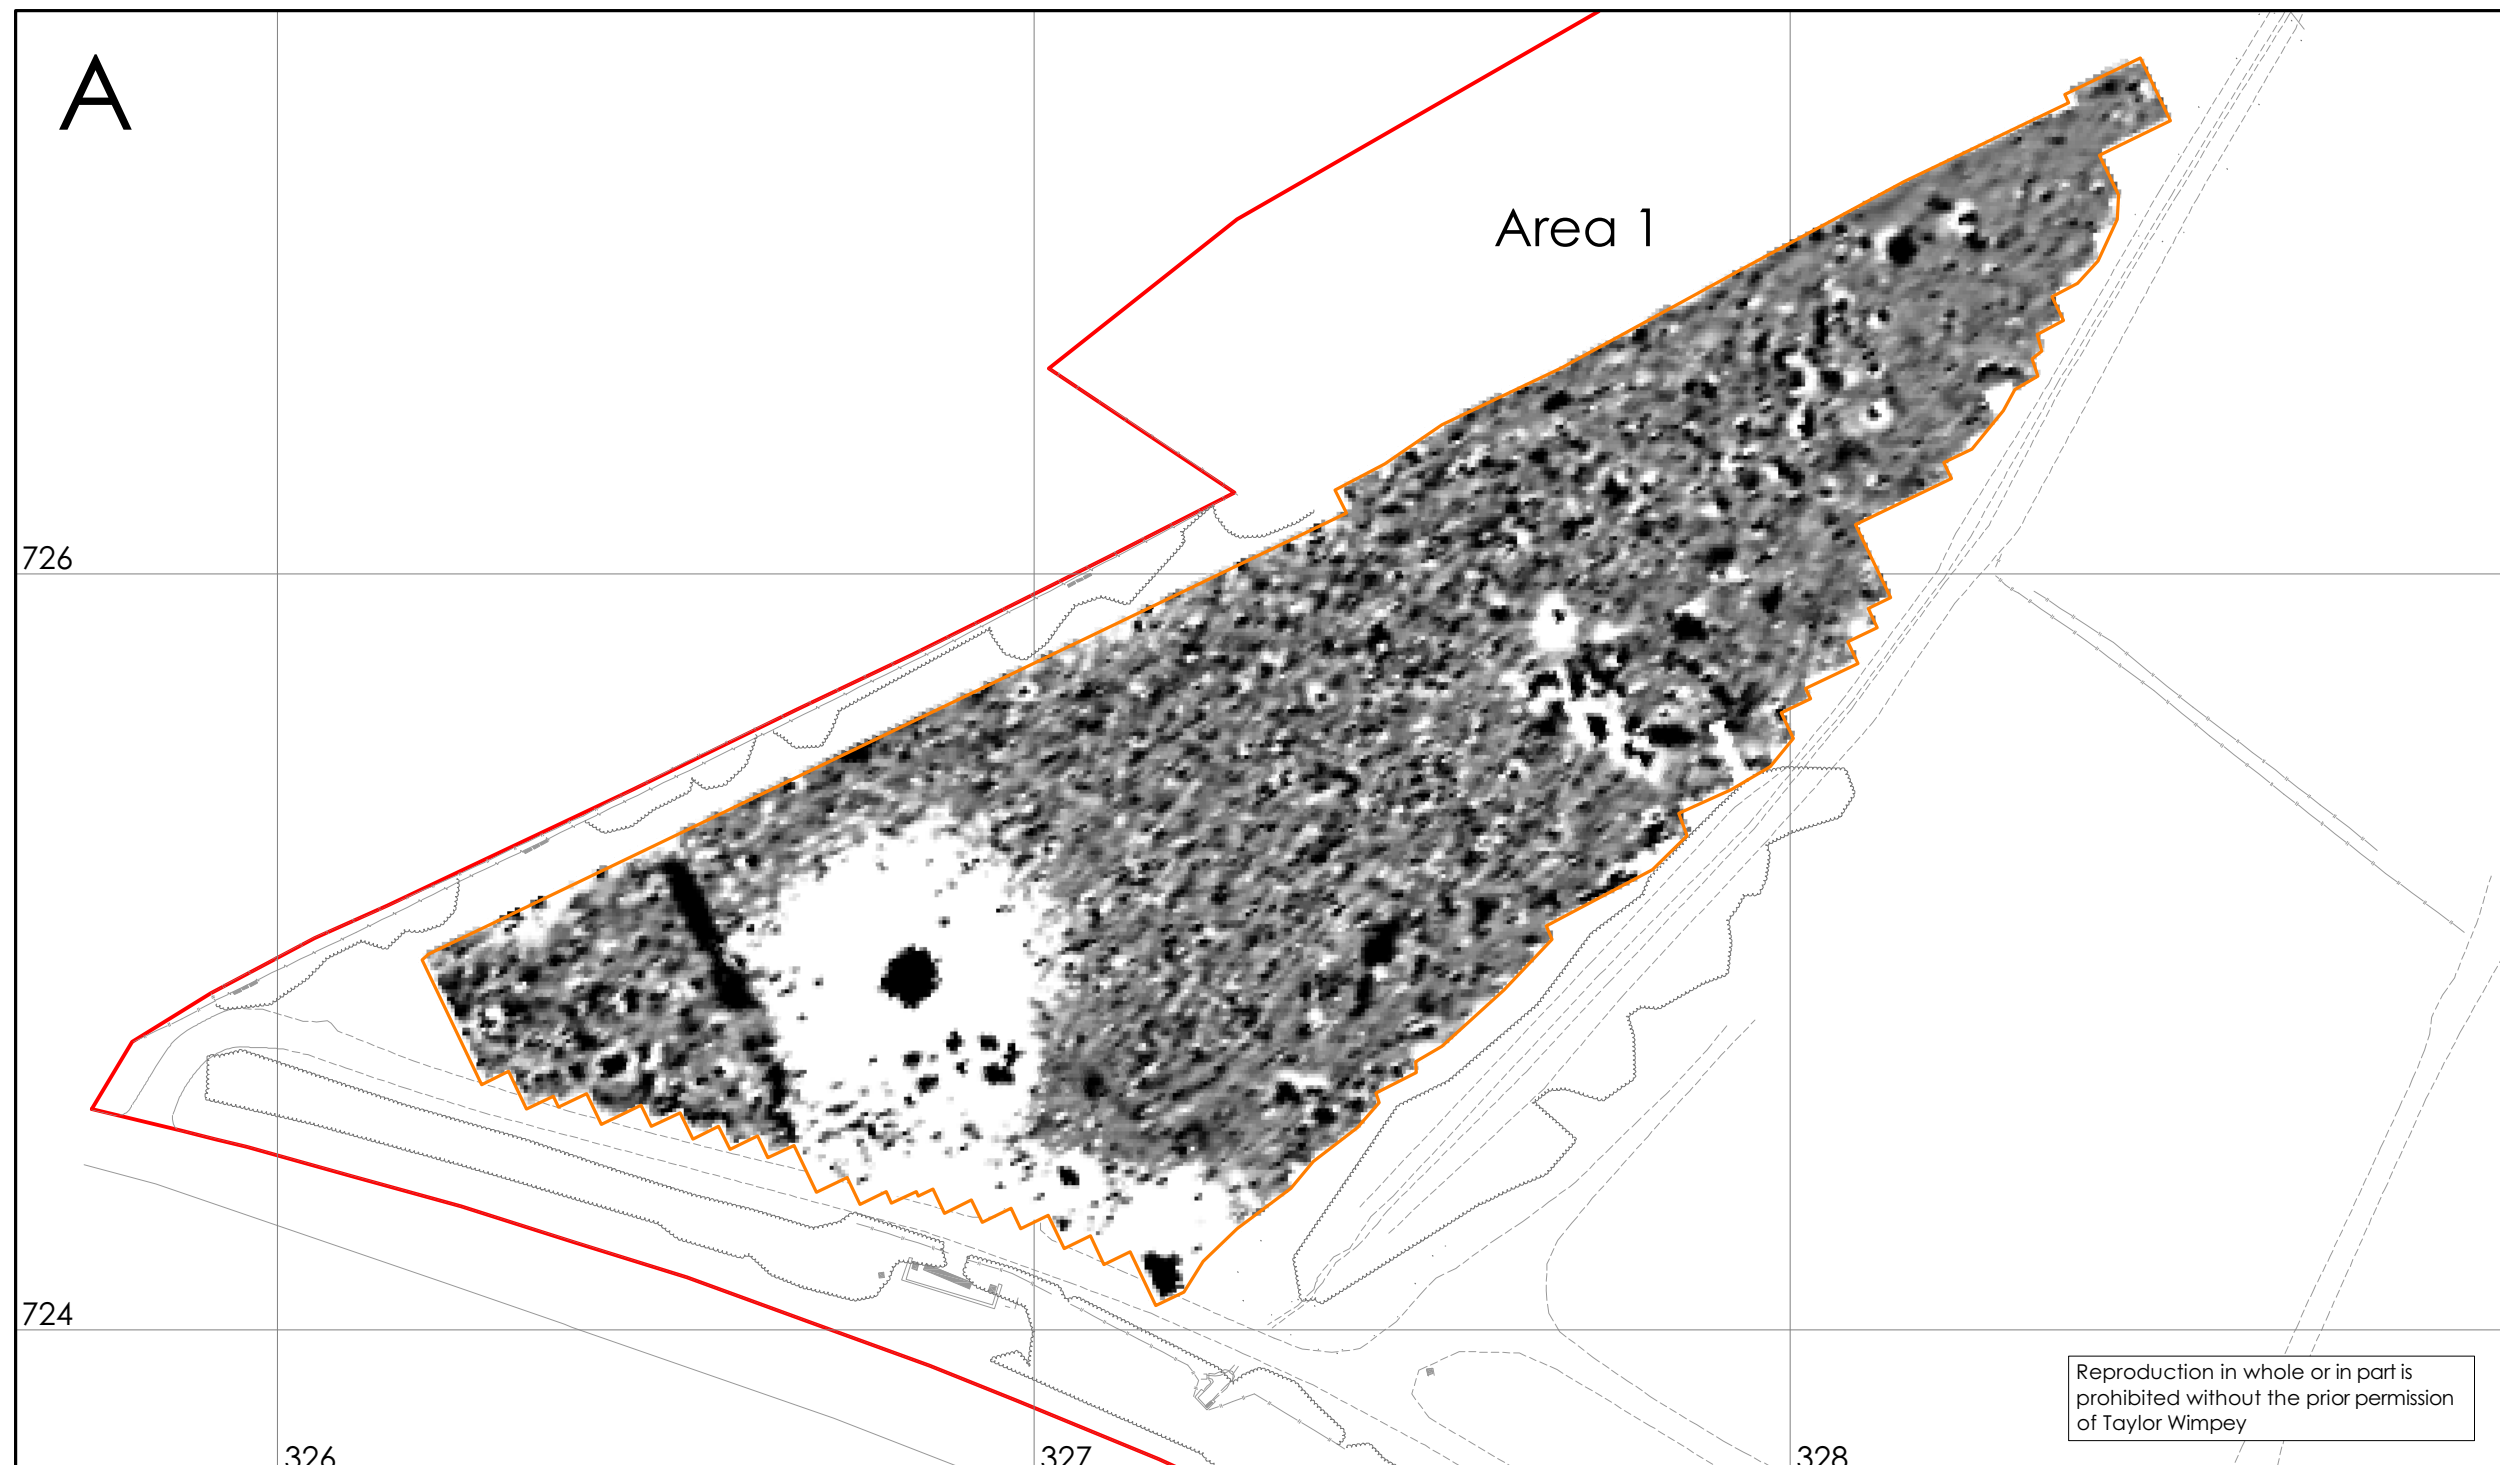 A
Area 1
726
724
326
327
328
Reproduction in whole or in part is
prohibited without the prior permission
of Taylor Wimpey